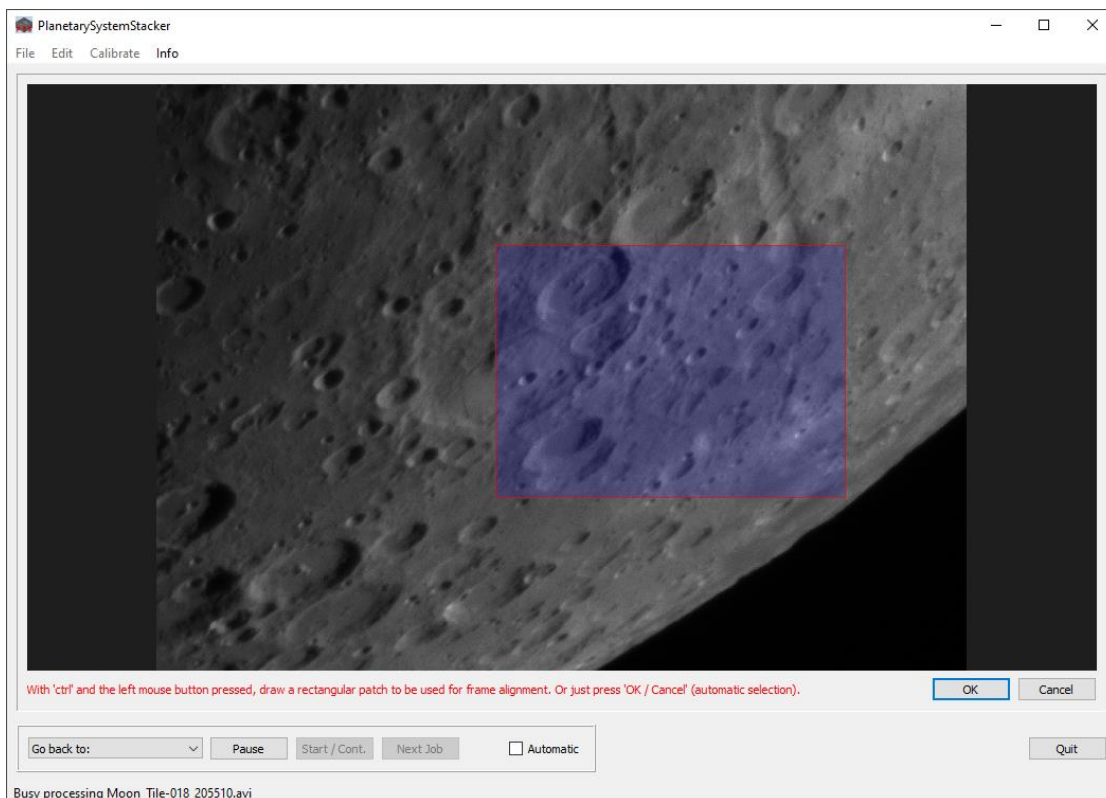 PlanetarySystemStacker
File Edit Calibrate Info
With 'ctrl' and the left mouse button pressed, draw a rectangular patch to be used for frame alignment. Or just press 'OK / Cancel' (automatic selection).
OK Cancel
Go back to: Pause Start / Cont. Next Job Automatic Quit
Busy processing Moon_Tile-018_205510.avi